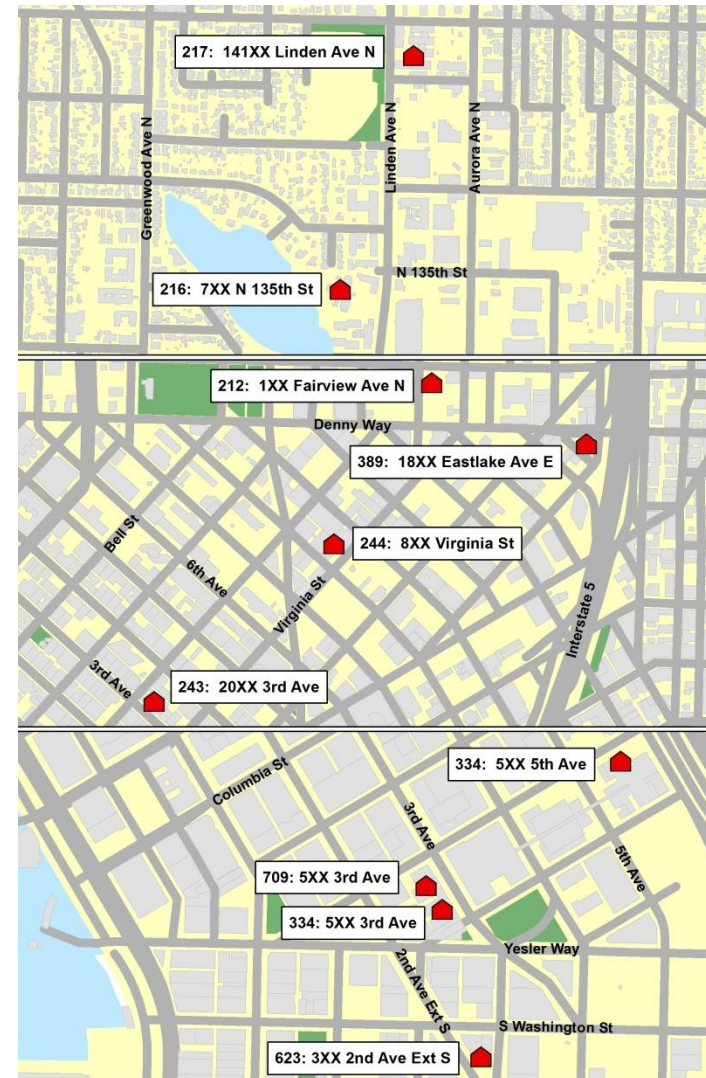 217: 141XX Linden Ave N
Greenwood Ave N
Linden Ave N
Aurora Ave N
N 135th St
216: 7XX N 135th St
212: 1XX Fairview Ave N
Denny Way
389: 18XX Eastlake Ave E
Bell St
244: 8XX Virginia St
6th Ave
Virginia St
Interstate 5
3rd Ave
243: 20XX 3rd Ave
334: 5XX 5th Ave
Columbia St
3rd Ave
5th Ave
709: 5XX 3rd Ave
334: 5XX 3rd Ave
Yesler Way
2nd Ave Ext S
S Washington St
623: 3XX 2nd Ave Ext S